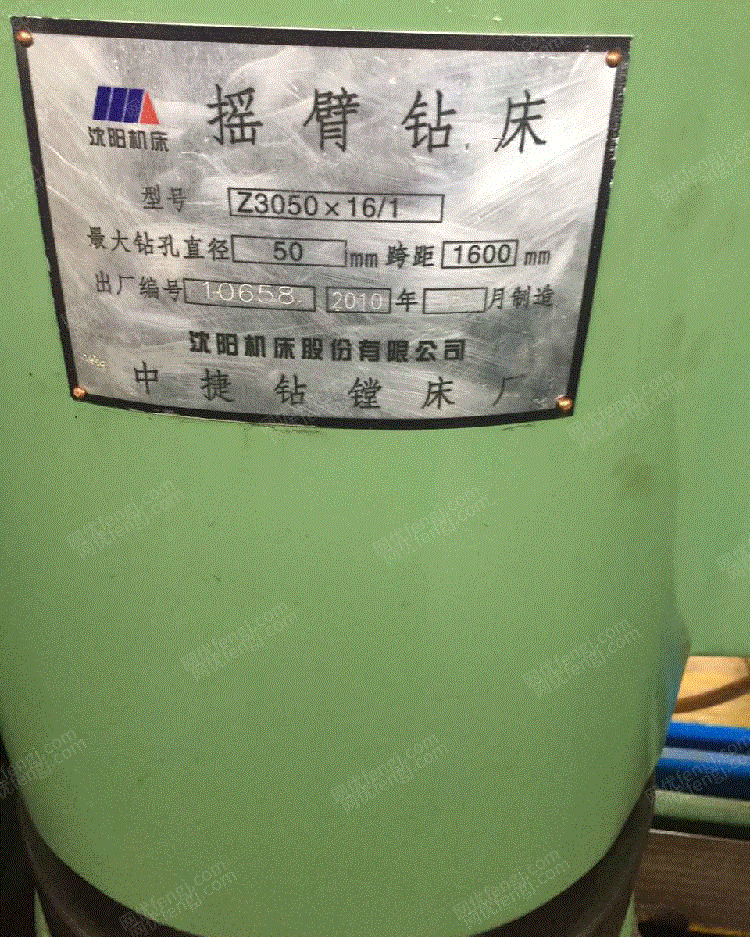 沈阳机床 摇臂钻床
型号 Z3050×16/1
最大钻孔直径 50 mm 跨距 1600 mm
出厂编号 10658 2010 年 月制造
沈阳机床股份有限公司
中捷钻镗床厂